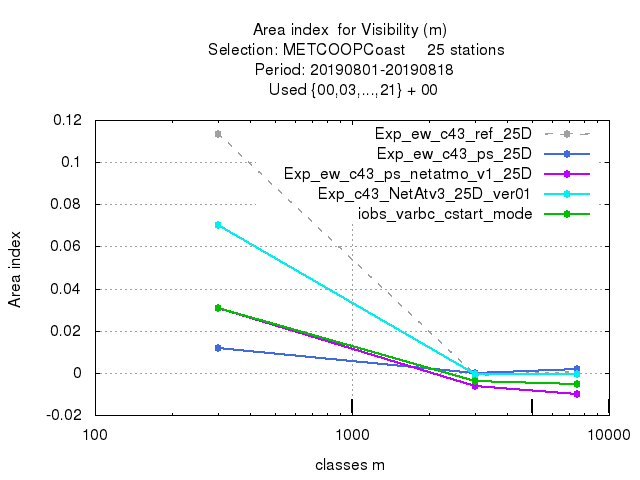 Area index  for Visibility (m)
Selection: METCOOPCoast     25 stations
Period: 20190801-20190818
Used {00,03,...,21} + 00
Exp_ew_c43_ref_25D
Exp_ew_c43_ps_25D
Exp_ew_c43_ps_netatmo_v1_25D
Exp_c43_NetAtv3_25D_ver01
iobs_varbc_cstart_mode
Area index
0.12
0.1
0.08
0.06
0.04
0.02
0
-0.02
100
1000
10000
classes m